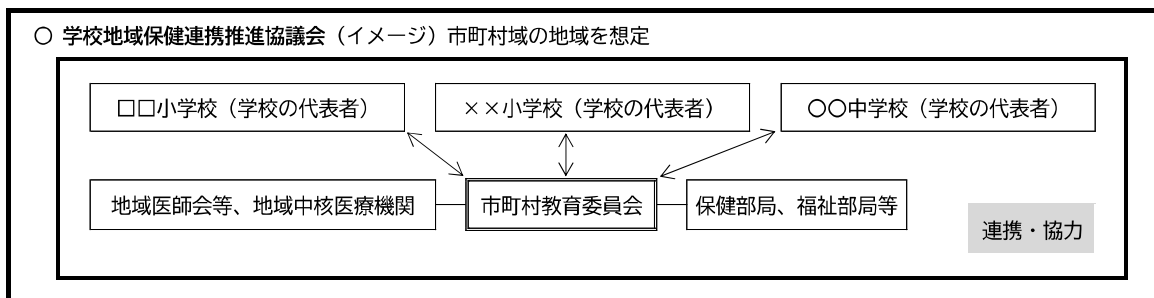 ○ 学校地域保健連携推進協議会（イメージ）市町村域の地域を想定
□□小学校（学校の代表者）
××小学校（学校の代表者）
○○中学校（学校の代表者）
地域医師会等、地域中核医療機関
市町村教育委員会
保健部局、福祉部局等
連携・協力